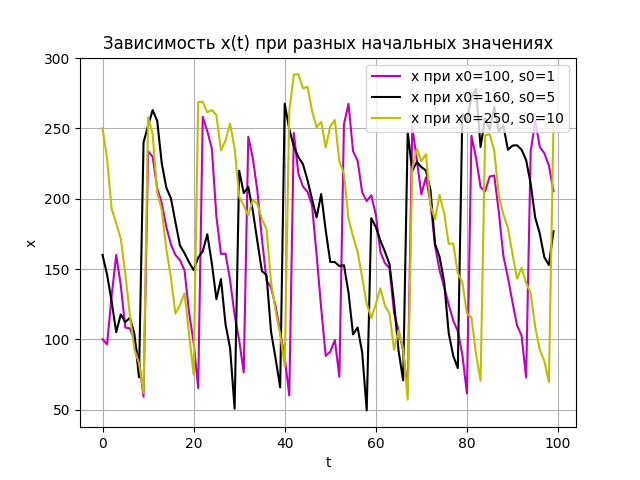 Зависимость x(t) при разных начальных значениях
x при x0=100, s0=1
x при x0=160, s0=5
x при x0=250, s0=10
300
250
200
150
100
50
x
0 20 40 60 80 100
t